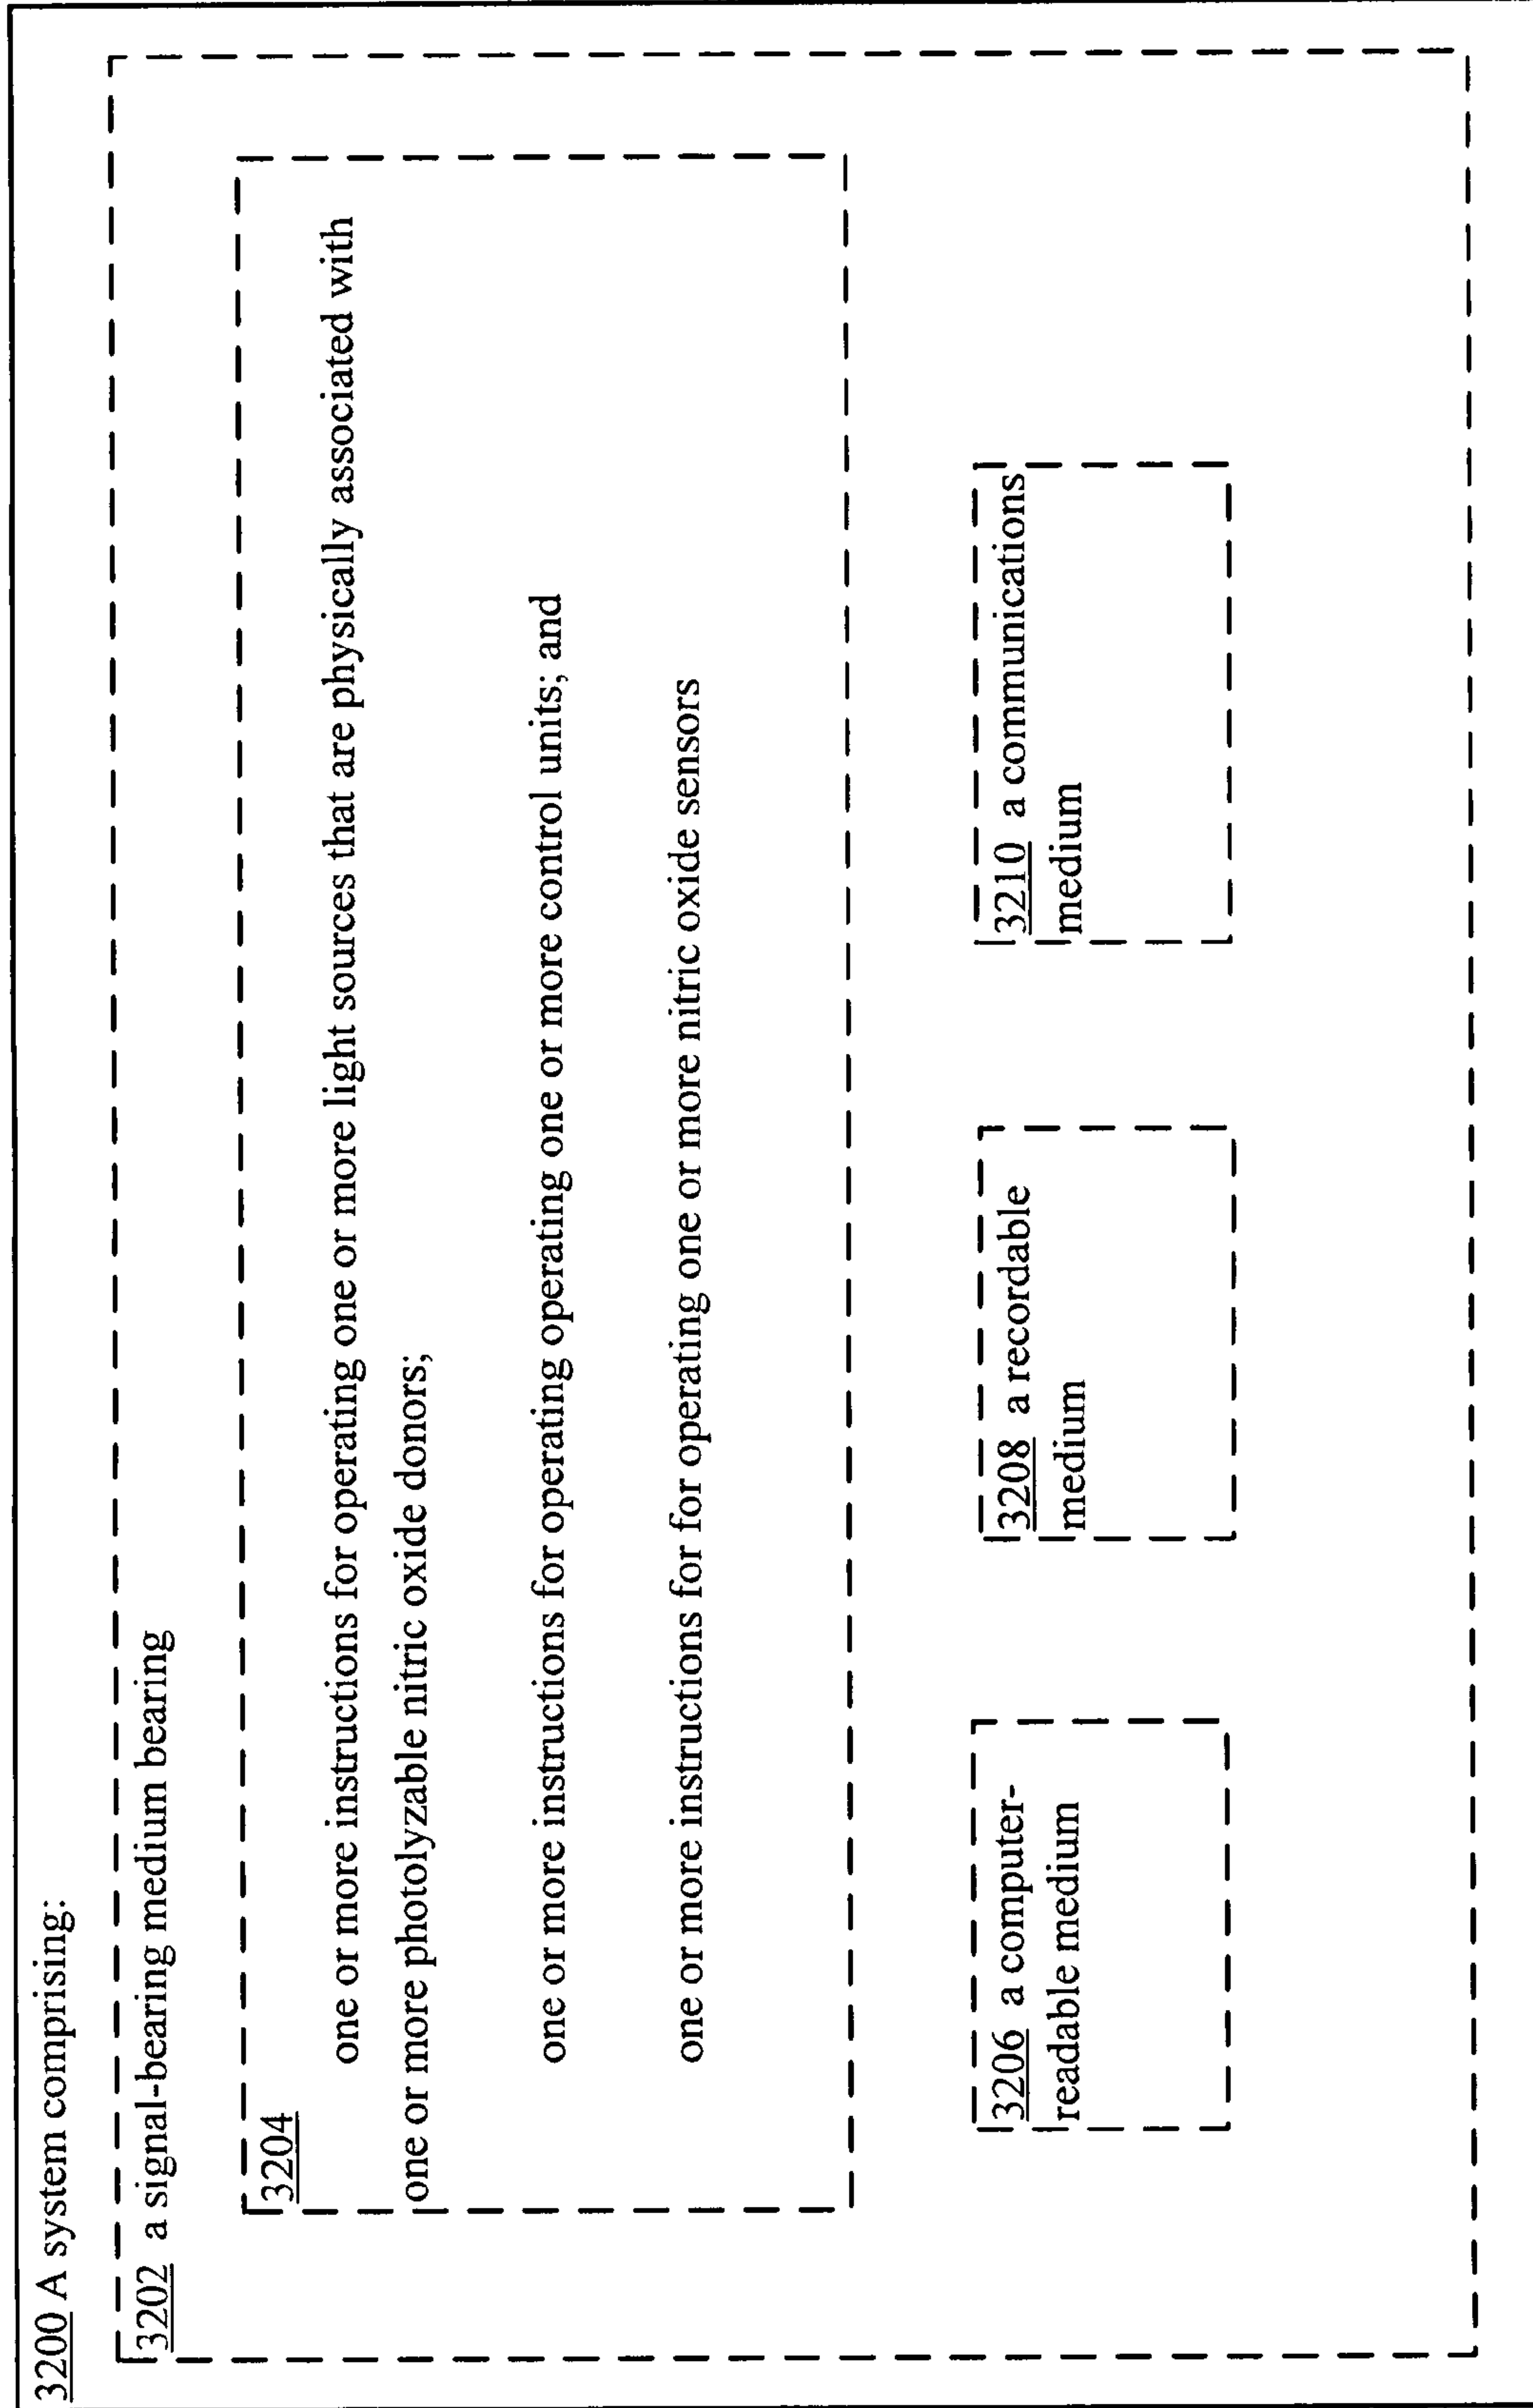 3200 A system comprising:
3202 a signal-bearing medium bearing
3204
one or more instructions for operating one or more light sources that are physically associated with
one or more photolyzable nitric oxide donors;
one or more instructions for operating operating one or more control units; and
one or more instructions for for operating one or more nitric oxide sensors
3206 a computer-
readable medium
3208 a recordable
medium
3210 a communications
medium